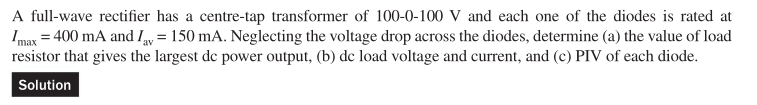 A full-wave rectifier has a centre-tap transformer of 100-0-100 V and each one of the diodes is rated at
I_max = 400 mA and I_av = 150 mA. Neglecting the voltage drop across the diodes, determine (a) the value of load
resistor that gives the largest dc power output, (b) dc load voltage and current, and (c) PIV of each diode.
Solution